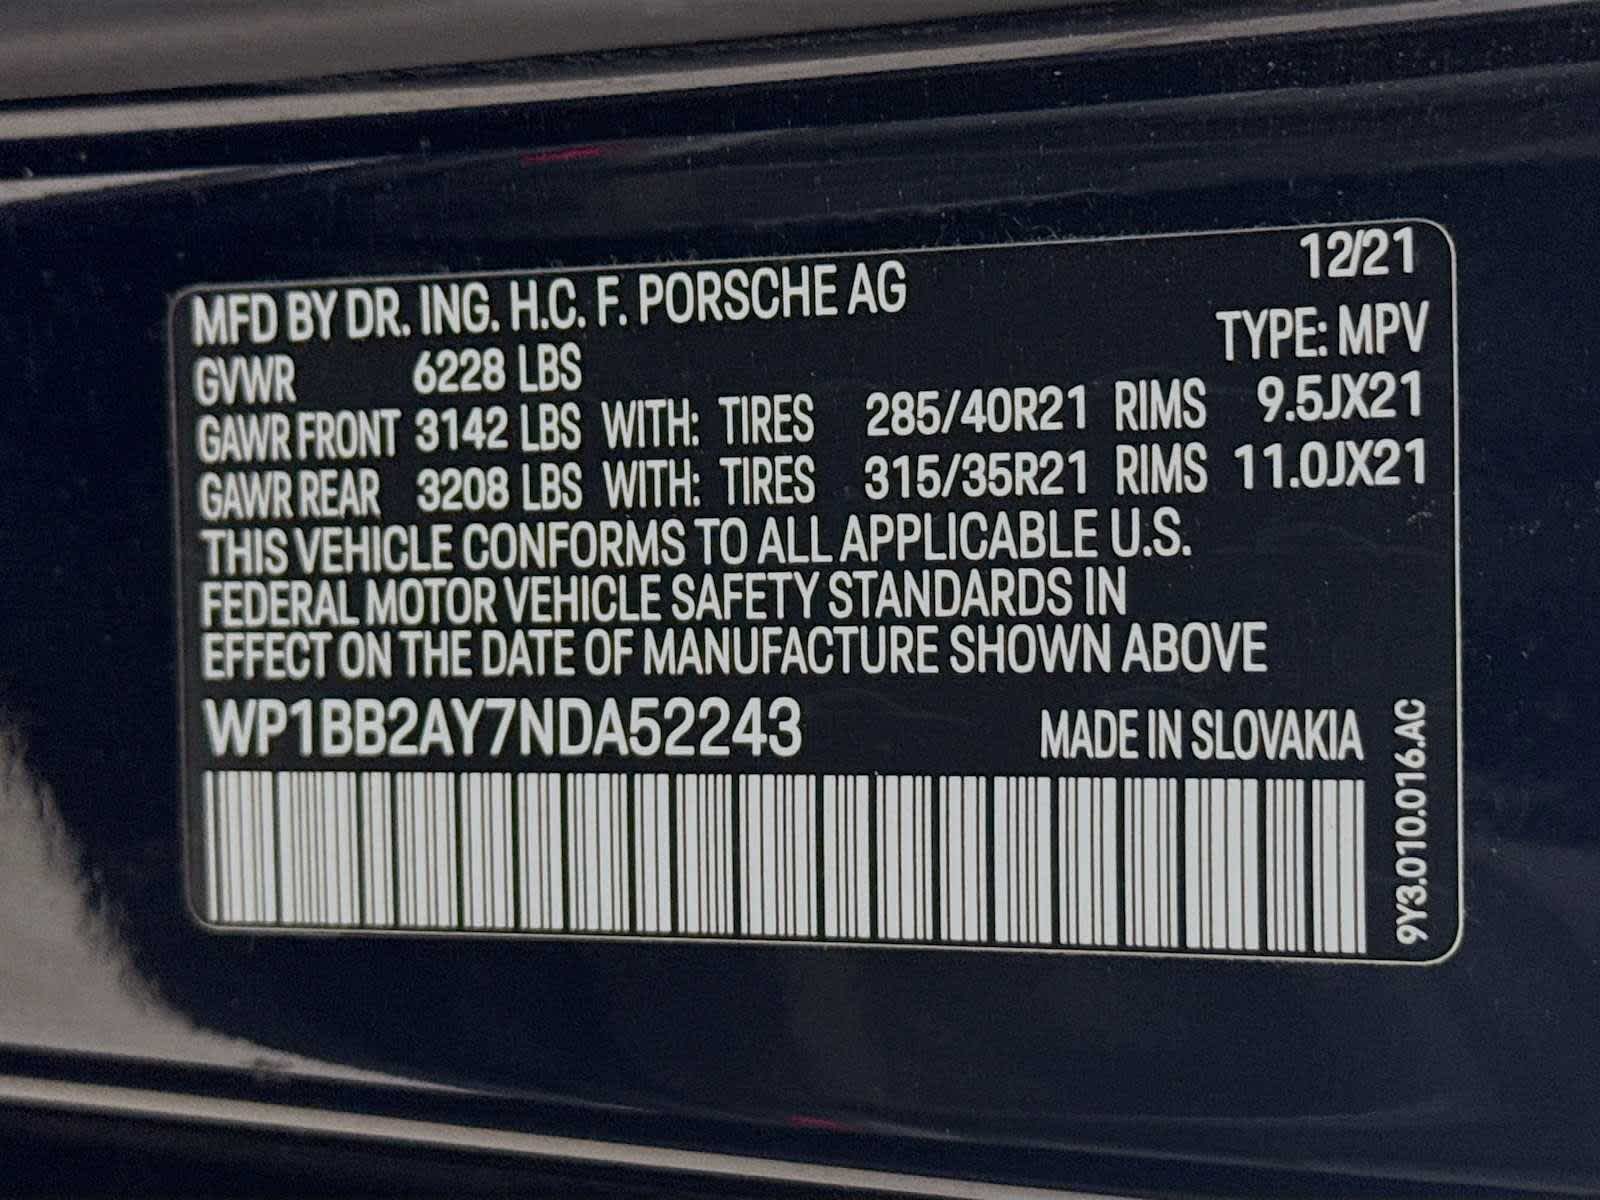 12/21
MFD BY DR. ING. H.C. F. PORSCHE AG
TYPE: MPV
GVWR 6228 LBS
GAWR FRONT 3142 LBS WITH: TIRES 285/40R21 RIMS 9.5JX21
GAWR REAR 3208 LBS WITH: TIRES 315/35R21 RIMS 11.0JX21
THIS VEHICLE CONFORMS TO ALL APPLICABLE U.S.
FEDERAL MOTOR VEHICLE SAFETY STANDARDS IN
EFFECT ON THE DATE OF MANUFACTURE SHOWN ABOVE
WP1BB2AY7NDA52243 MADE IN SLOVAKIA
9Y3.010.016.AC